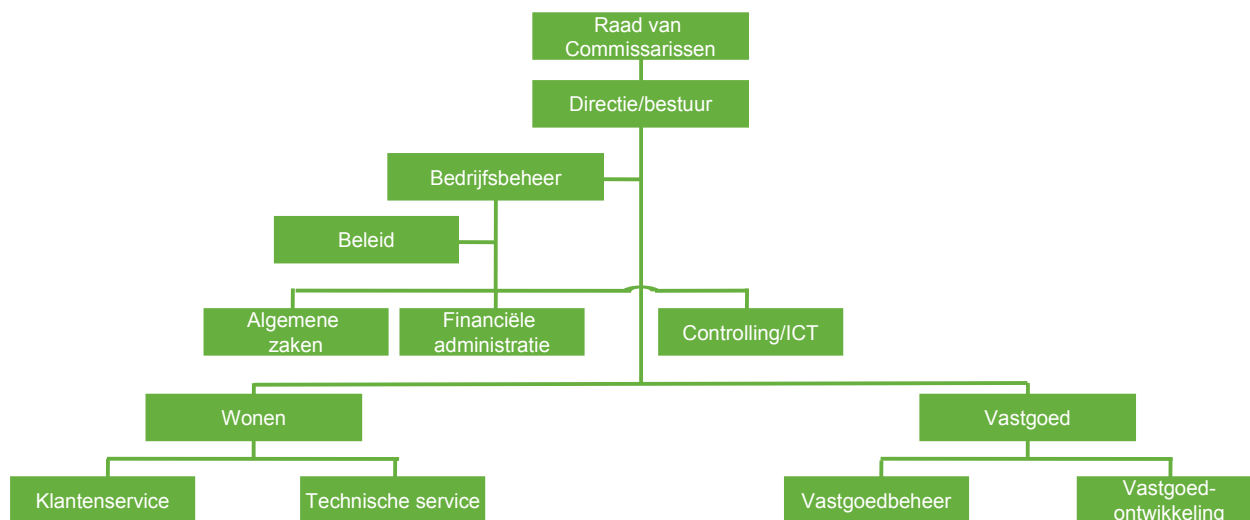 Raad van
Commissarissen
Directie/bestuur
Bedrijfsbeheer
Beleid
Algemene
zaken
Financiële
administratie
Controlling/ICT
Wonen
Vastgoed
Klantenservice
Technische service
Vastgoedbeheer
Vastgoed-
ontwikkeling